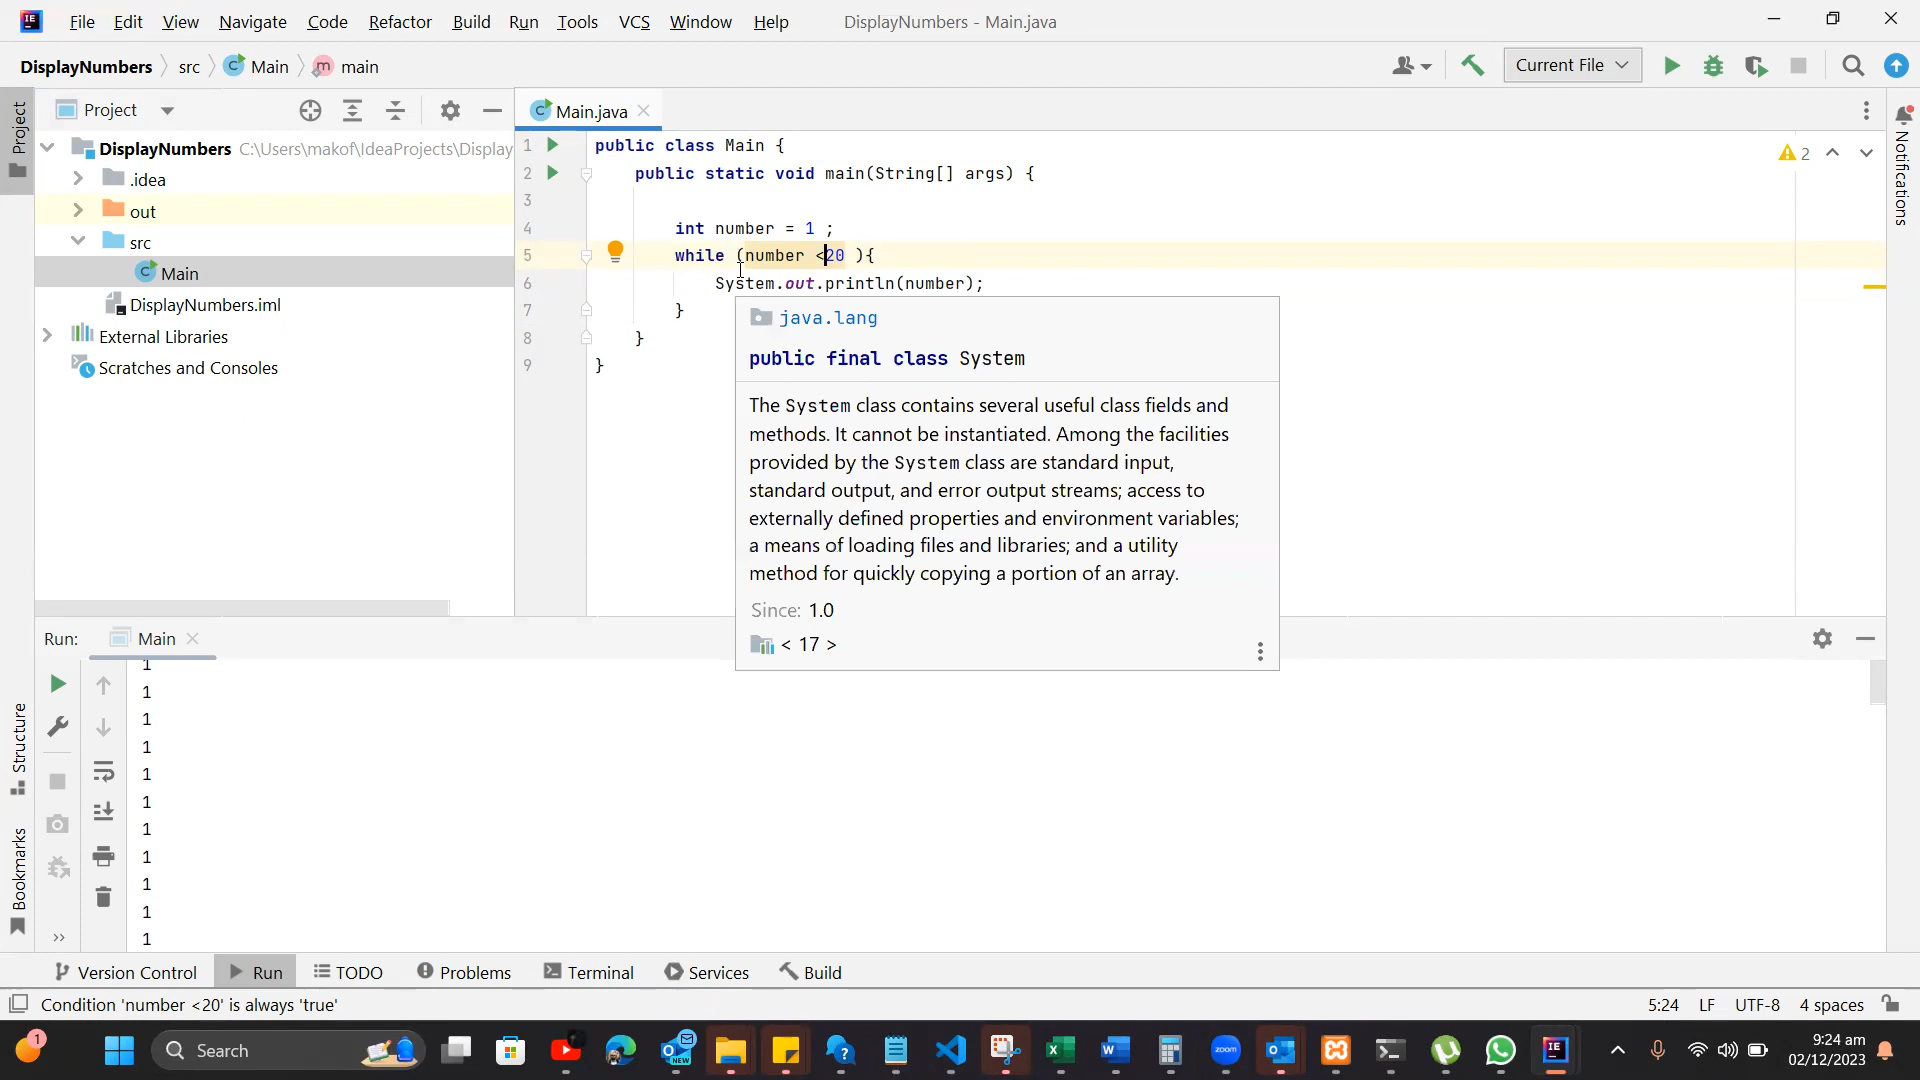 File Edit View Navigate Code Refactor Build Run Tools VCS Window Help DisplayNumbers - Main.java
DisplayNumbers src Main main Current File
Project
Main.java
DisplayNumbers C:\Users\makof\IdeaProjects\Display
.idea
out
src
Main
DisplayNumbers.iml
External Libraries
Scratches and Consoles
Project
Structure
Bookmarks
Notifications
2
1 public class Main {
2 public static void main(String[] args) {
3
4 int number = 1 ;
5 while (number <20 ){
6 System.out.println(number);
7 }
8 }
9 }
java.lang
public final class System
The System class contains several useful class fields and
methods. It cannot be instantiated. Among the facilities
provided by the System class are standard input,
standard output, and error output streams; access to
externally defined properties and environment variables;
a means of loading files and libraries; and a utility
method for quickly copying a portion of an array.
Since: 1.0
< 17 >
Run: Main
1
1
1
1
1
1
1
1
1
1
1
Version Control Run TODO Problems Terminal Services Build
Condition 'number <20' is always 'true' 5:24 LF UTF-8 4 spaces
1 Search NEW zoom 9:24 am
02/12/2023